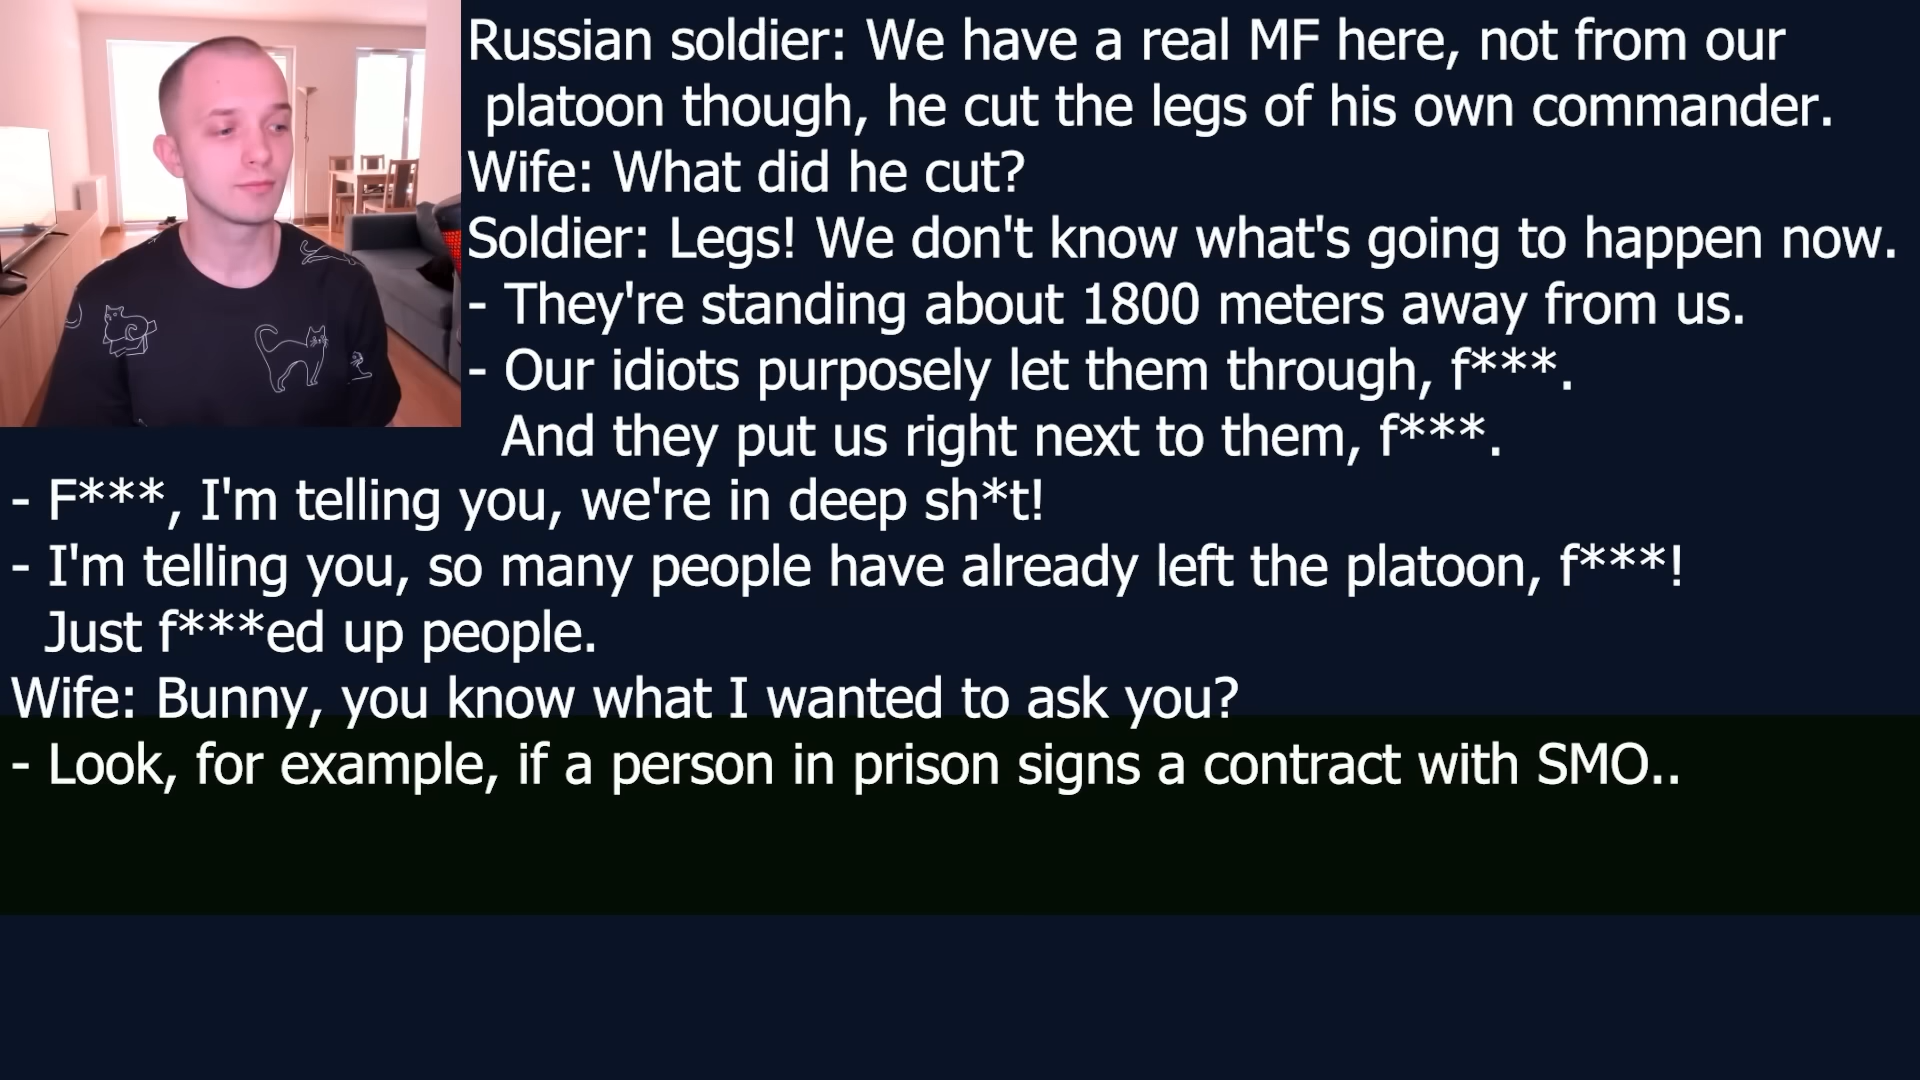 Russian soldier: We have a real MF here, not from our
platoon though, he cut the legs of his own commander.
Wife: What did he cut?
Soldier: Legs! We don't know what's going to happen now.
- They're standing about 1800 meters away from us.
- Our idiots purposely let them through, f***.
And they put us right next to them, f***.
- F***, I'm telling you, we're in deep sh*t!
- I'm telling you, so many people have already left the platoon, f***!
Just f***ed up people.
Wife: Bunny, you know what I wanted to ask you?
- Look, for example, if a person in prison signs a contract with SMO..